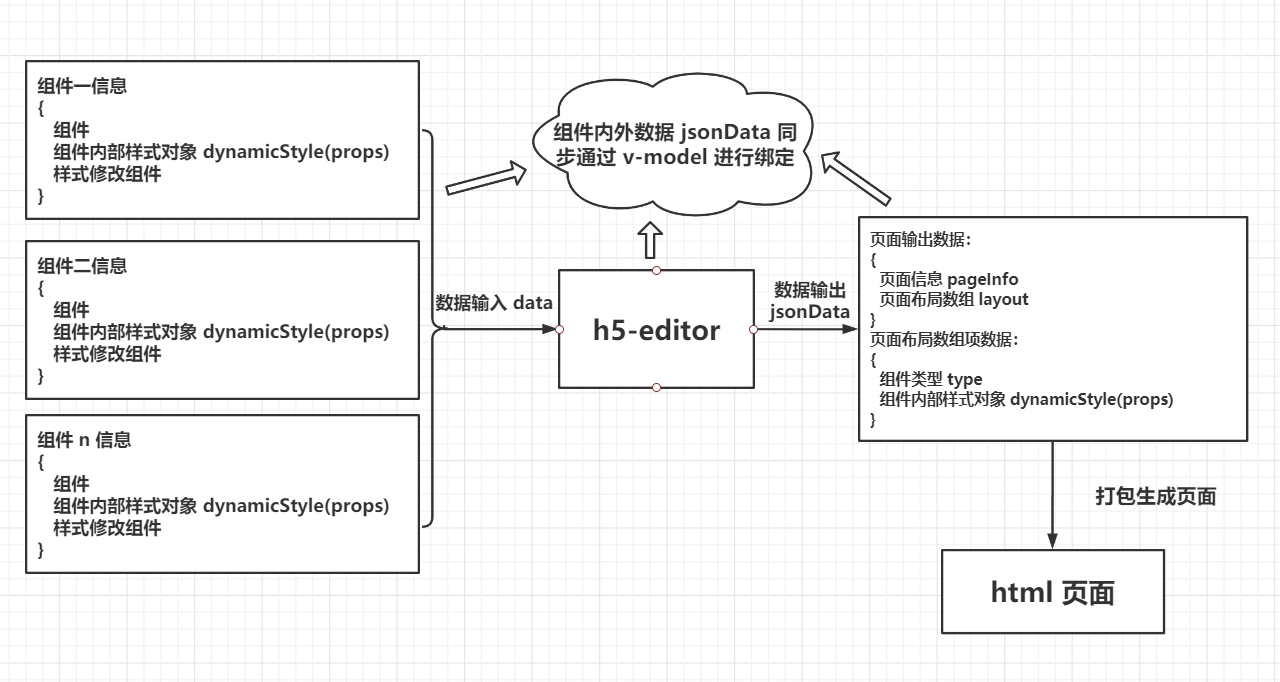 组件一信息
{
组件
组件内部样式对象 dynamicStyle(props)
样式修改组件
}
组件二信息
{
组件
组件内部样式对象 dynamicStyle(props)
样式修改组件
}
组件 n 信息
{
组件
组件内部样式对象 dynamicStyle(props)
样式修改组件
}
数据输入 data
组件内外数据 jsonData 同
步通过 v-model 进行绑定
h5-editor
数据输出
jsonData
页面输出数据：
{
页面信息 pageInfo
页面布局数组 layout
}
页面布局数组项数据：
{
组件类型 type
组件内部样式对象 dynamicStyle(props)
}
打包生成页面
html 页面